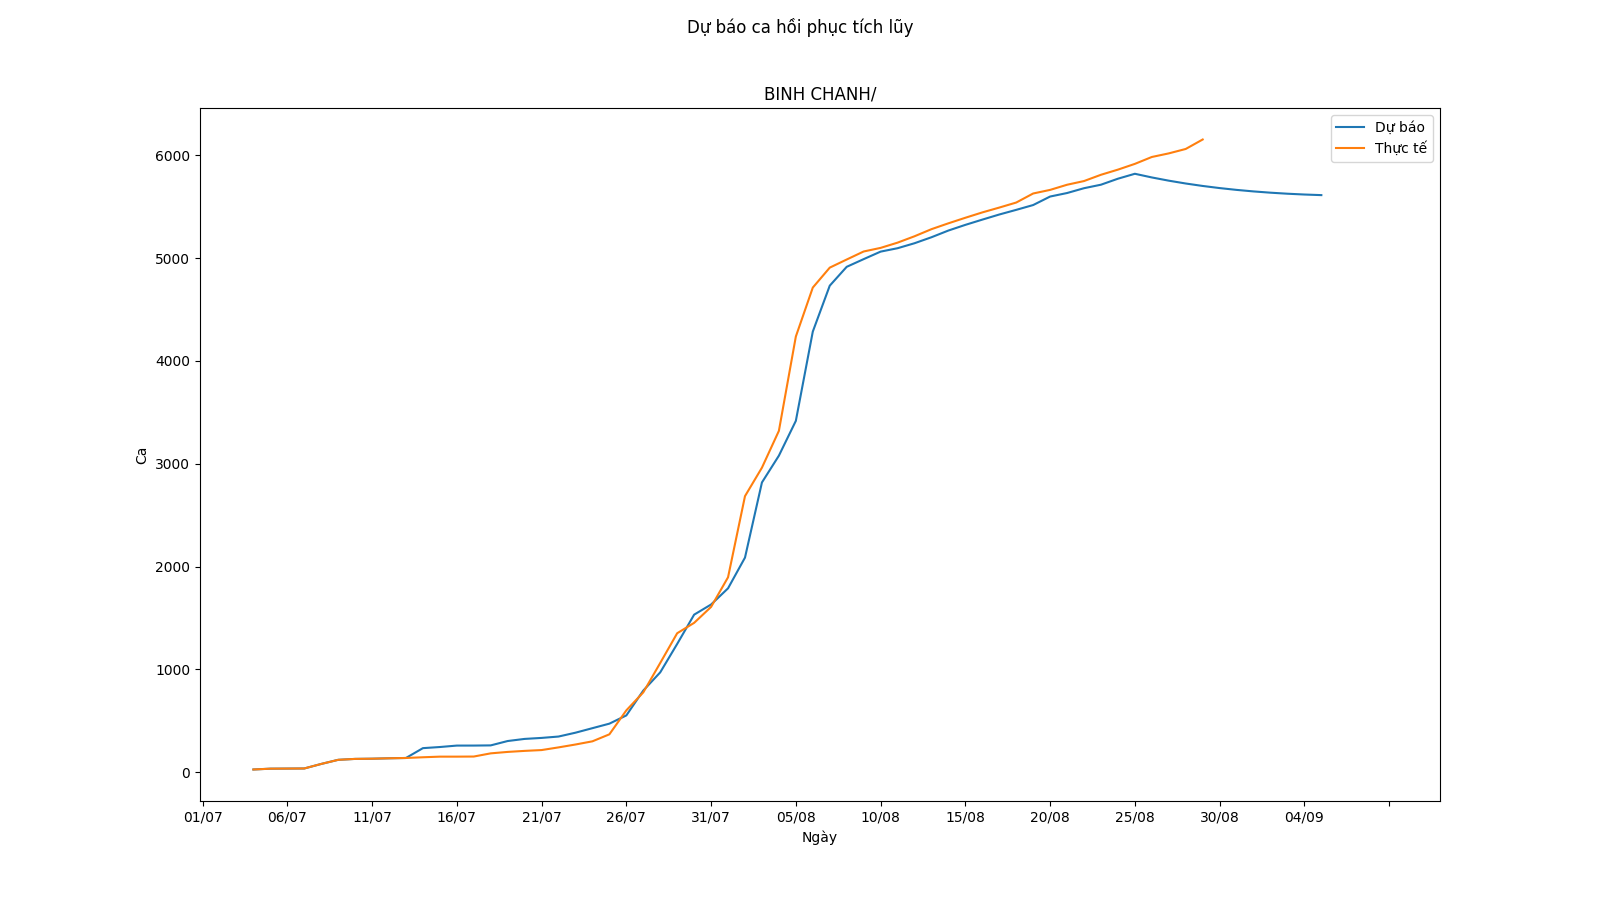 Dự báo ca hồi phục tích lũy
BINH CHANH/
Dự báo
Thực tế
6000
5000
4000
3000
2000
1000
0
Ca
01/07 06/07 11/07 16/07 21/07 26/07 31/07 05/08 10/08 15/08 20/08 25/08 30/08 04/09
Ngày